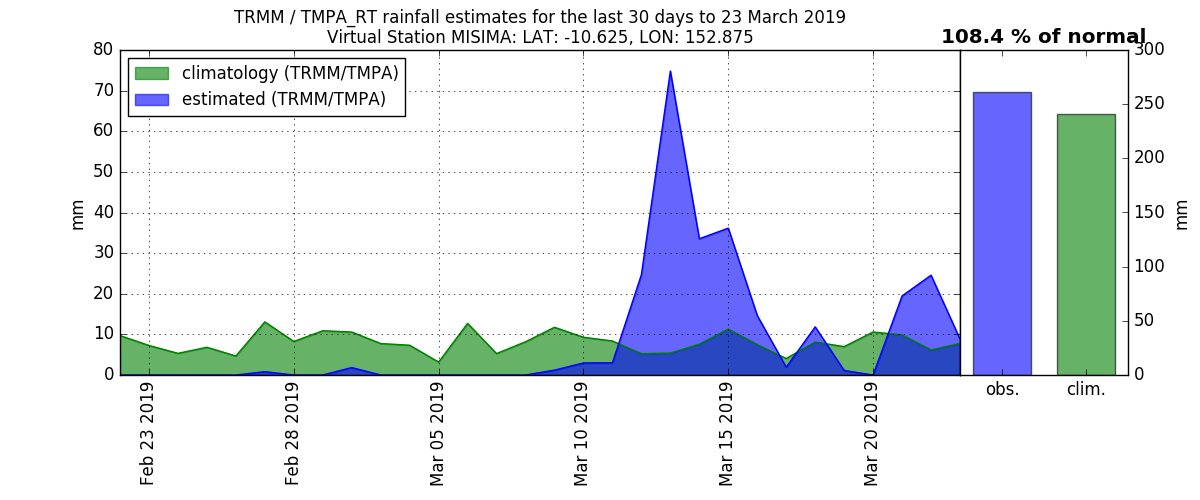 TRMM / TMPA_RT rainfall estimates for the last 30 days to 23 March 2019
Virtual Station MISIMA: LAT: -10.625, LON: 152.875
108.4 % of normal
climatology (TRMM/TMPA)
estimated (TRMM/TMPA)
80
70
60
50
40
30
20
10
0
mm
Feb 23 2019
Feb 28 2019
Mar 05 2019
Mar 10 2019
Mar 15 2019
Mar 20 2019
300
250
200
150
100
50
0
mm
obs.
clim.